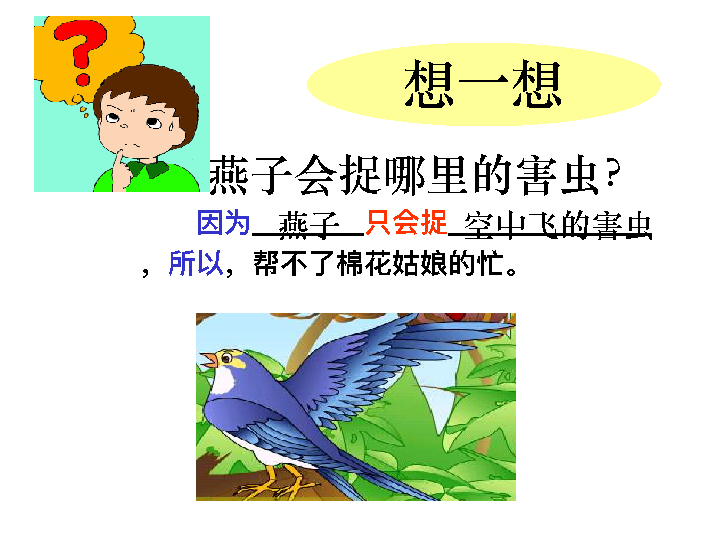 ?
想一想
燕子会捉哪里的害虫?
因为燕子只会捉空中飞的害虫
,所以,帮不了棉花姑娘的忙。